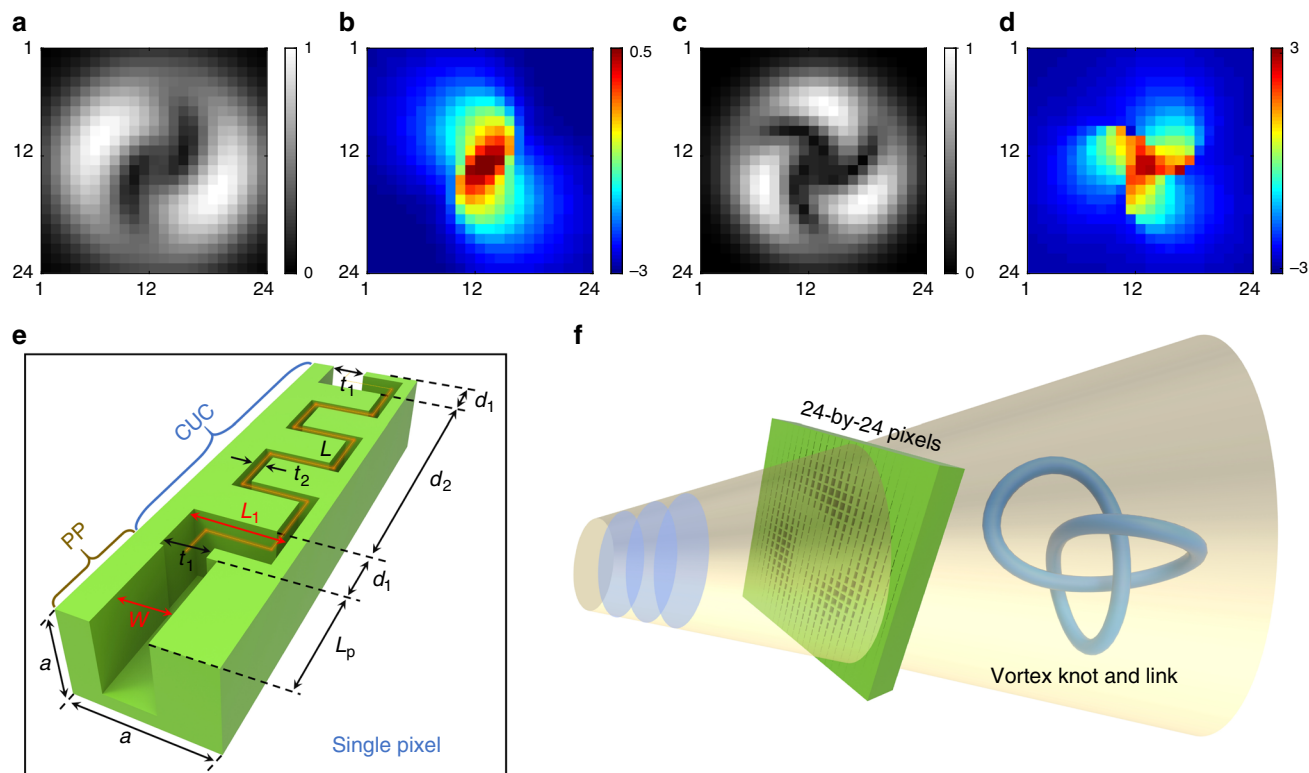 a
b
c
d
1
12
24
1
12
24
1
0
1
12
24
1
12
24
0.5
–3
1
12
24
1
12
24
1
0
1
12
24
1
12
24
3
–3
e
f
CUC
PP
t1
d1
L
t2
d2
L1
t1
d1
W
Lp
a
a
Single pixel
24-by-24 pixels
Vortex knot and link